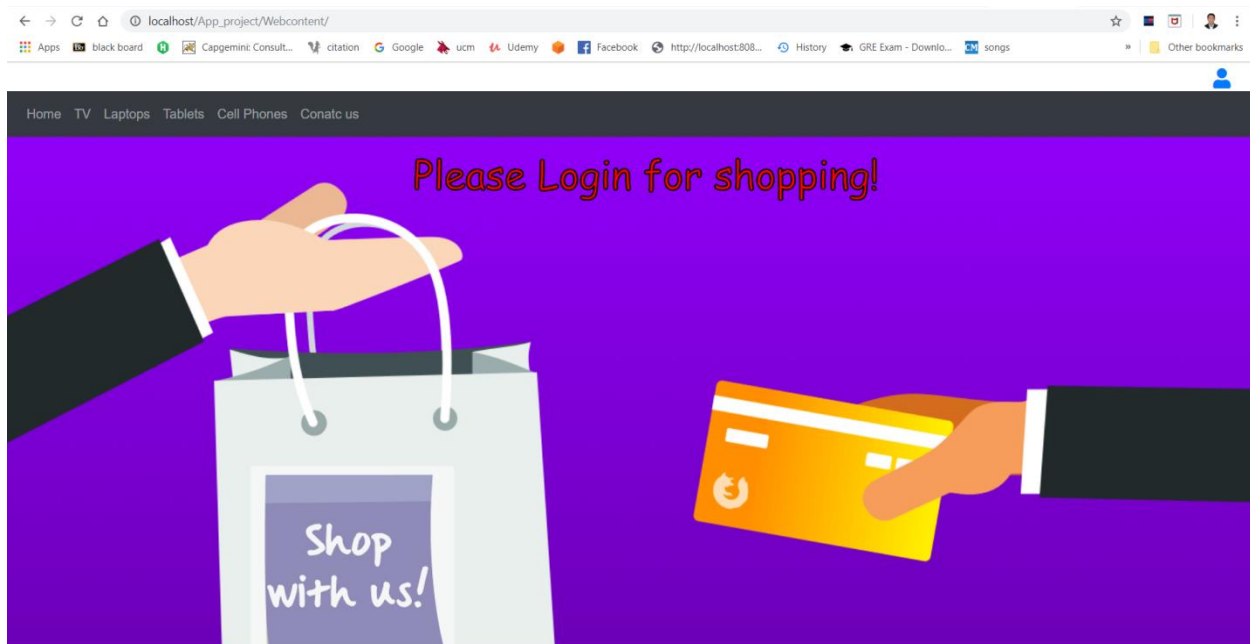 localhost/App_project/Webcontent/
Apps black board Capgemini: Consult... citation Google ucm Udemy Facebook http://localhost:808... History GRE Exam - Downlo... CM songs » Other bookmarks
Home TV Laptops Tablets Cell Phones Conatc us
Please Login for shopping!
Shop
with us!